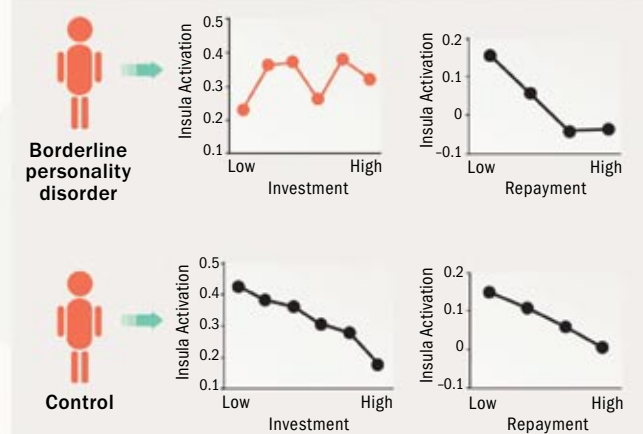 Borderline
personality
disorder
Insula Activation
0.5
0.4
0.3
0.2
0.1
Low High
Investment
Insula Activation
0.2
0.1
0
–0.1
Low High
Repayment
Control
Insula Activation
0.5
0.4
0.3
0.2
0.1
Low High
Investment
Insula Activation
0.2
0.1
0
–0.1
Low High
Repayment